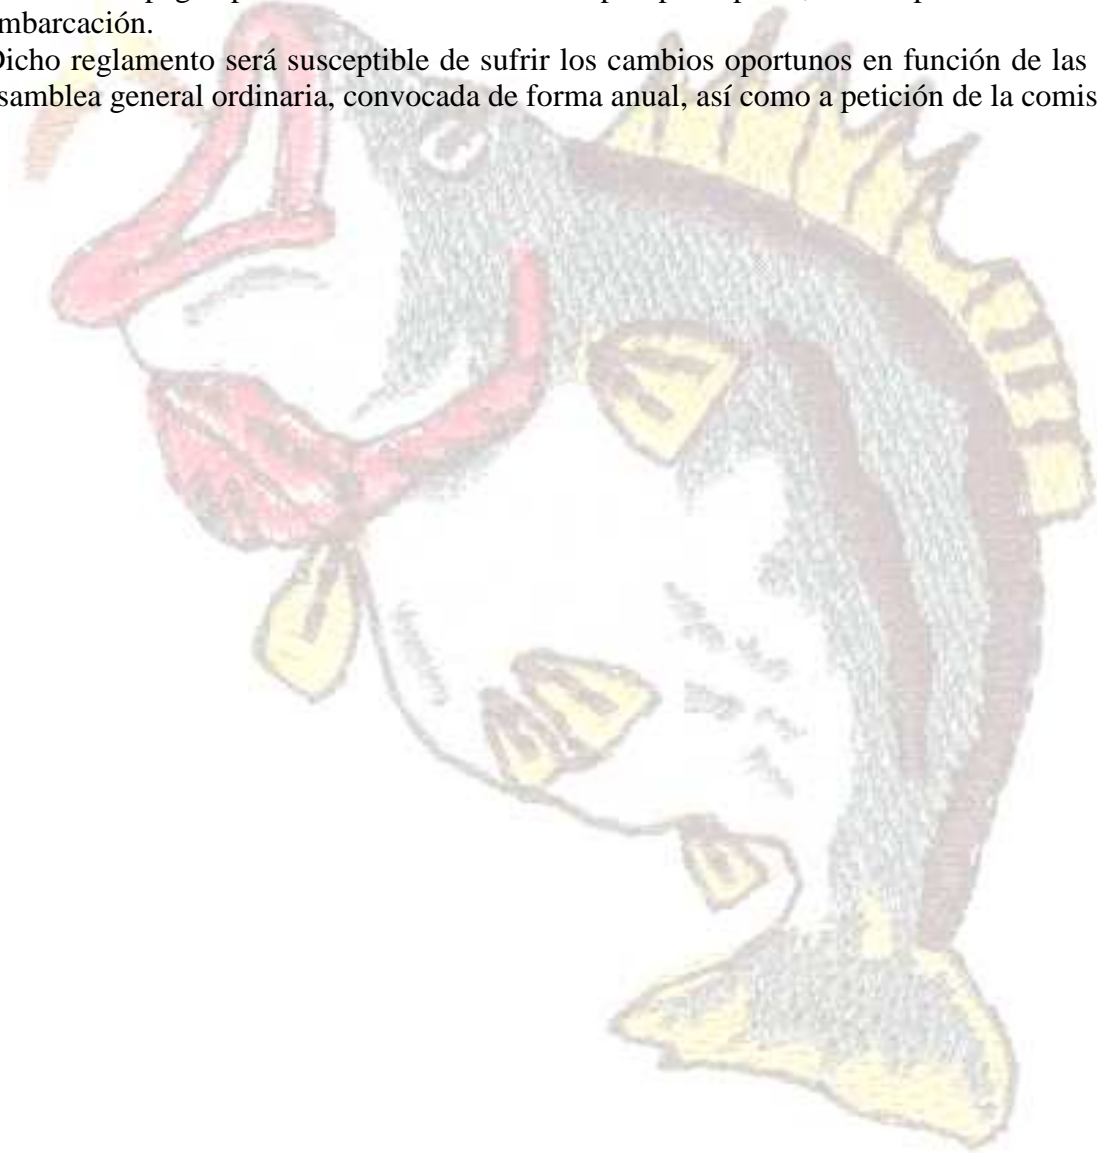 mbarcación.
Dicho reglamento será susceptible de sufrir los cambios oportunos en función de las
samblea general ordinaria, convocada de forma anual, así como a petición de la comis